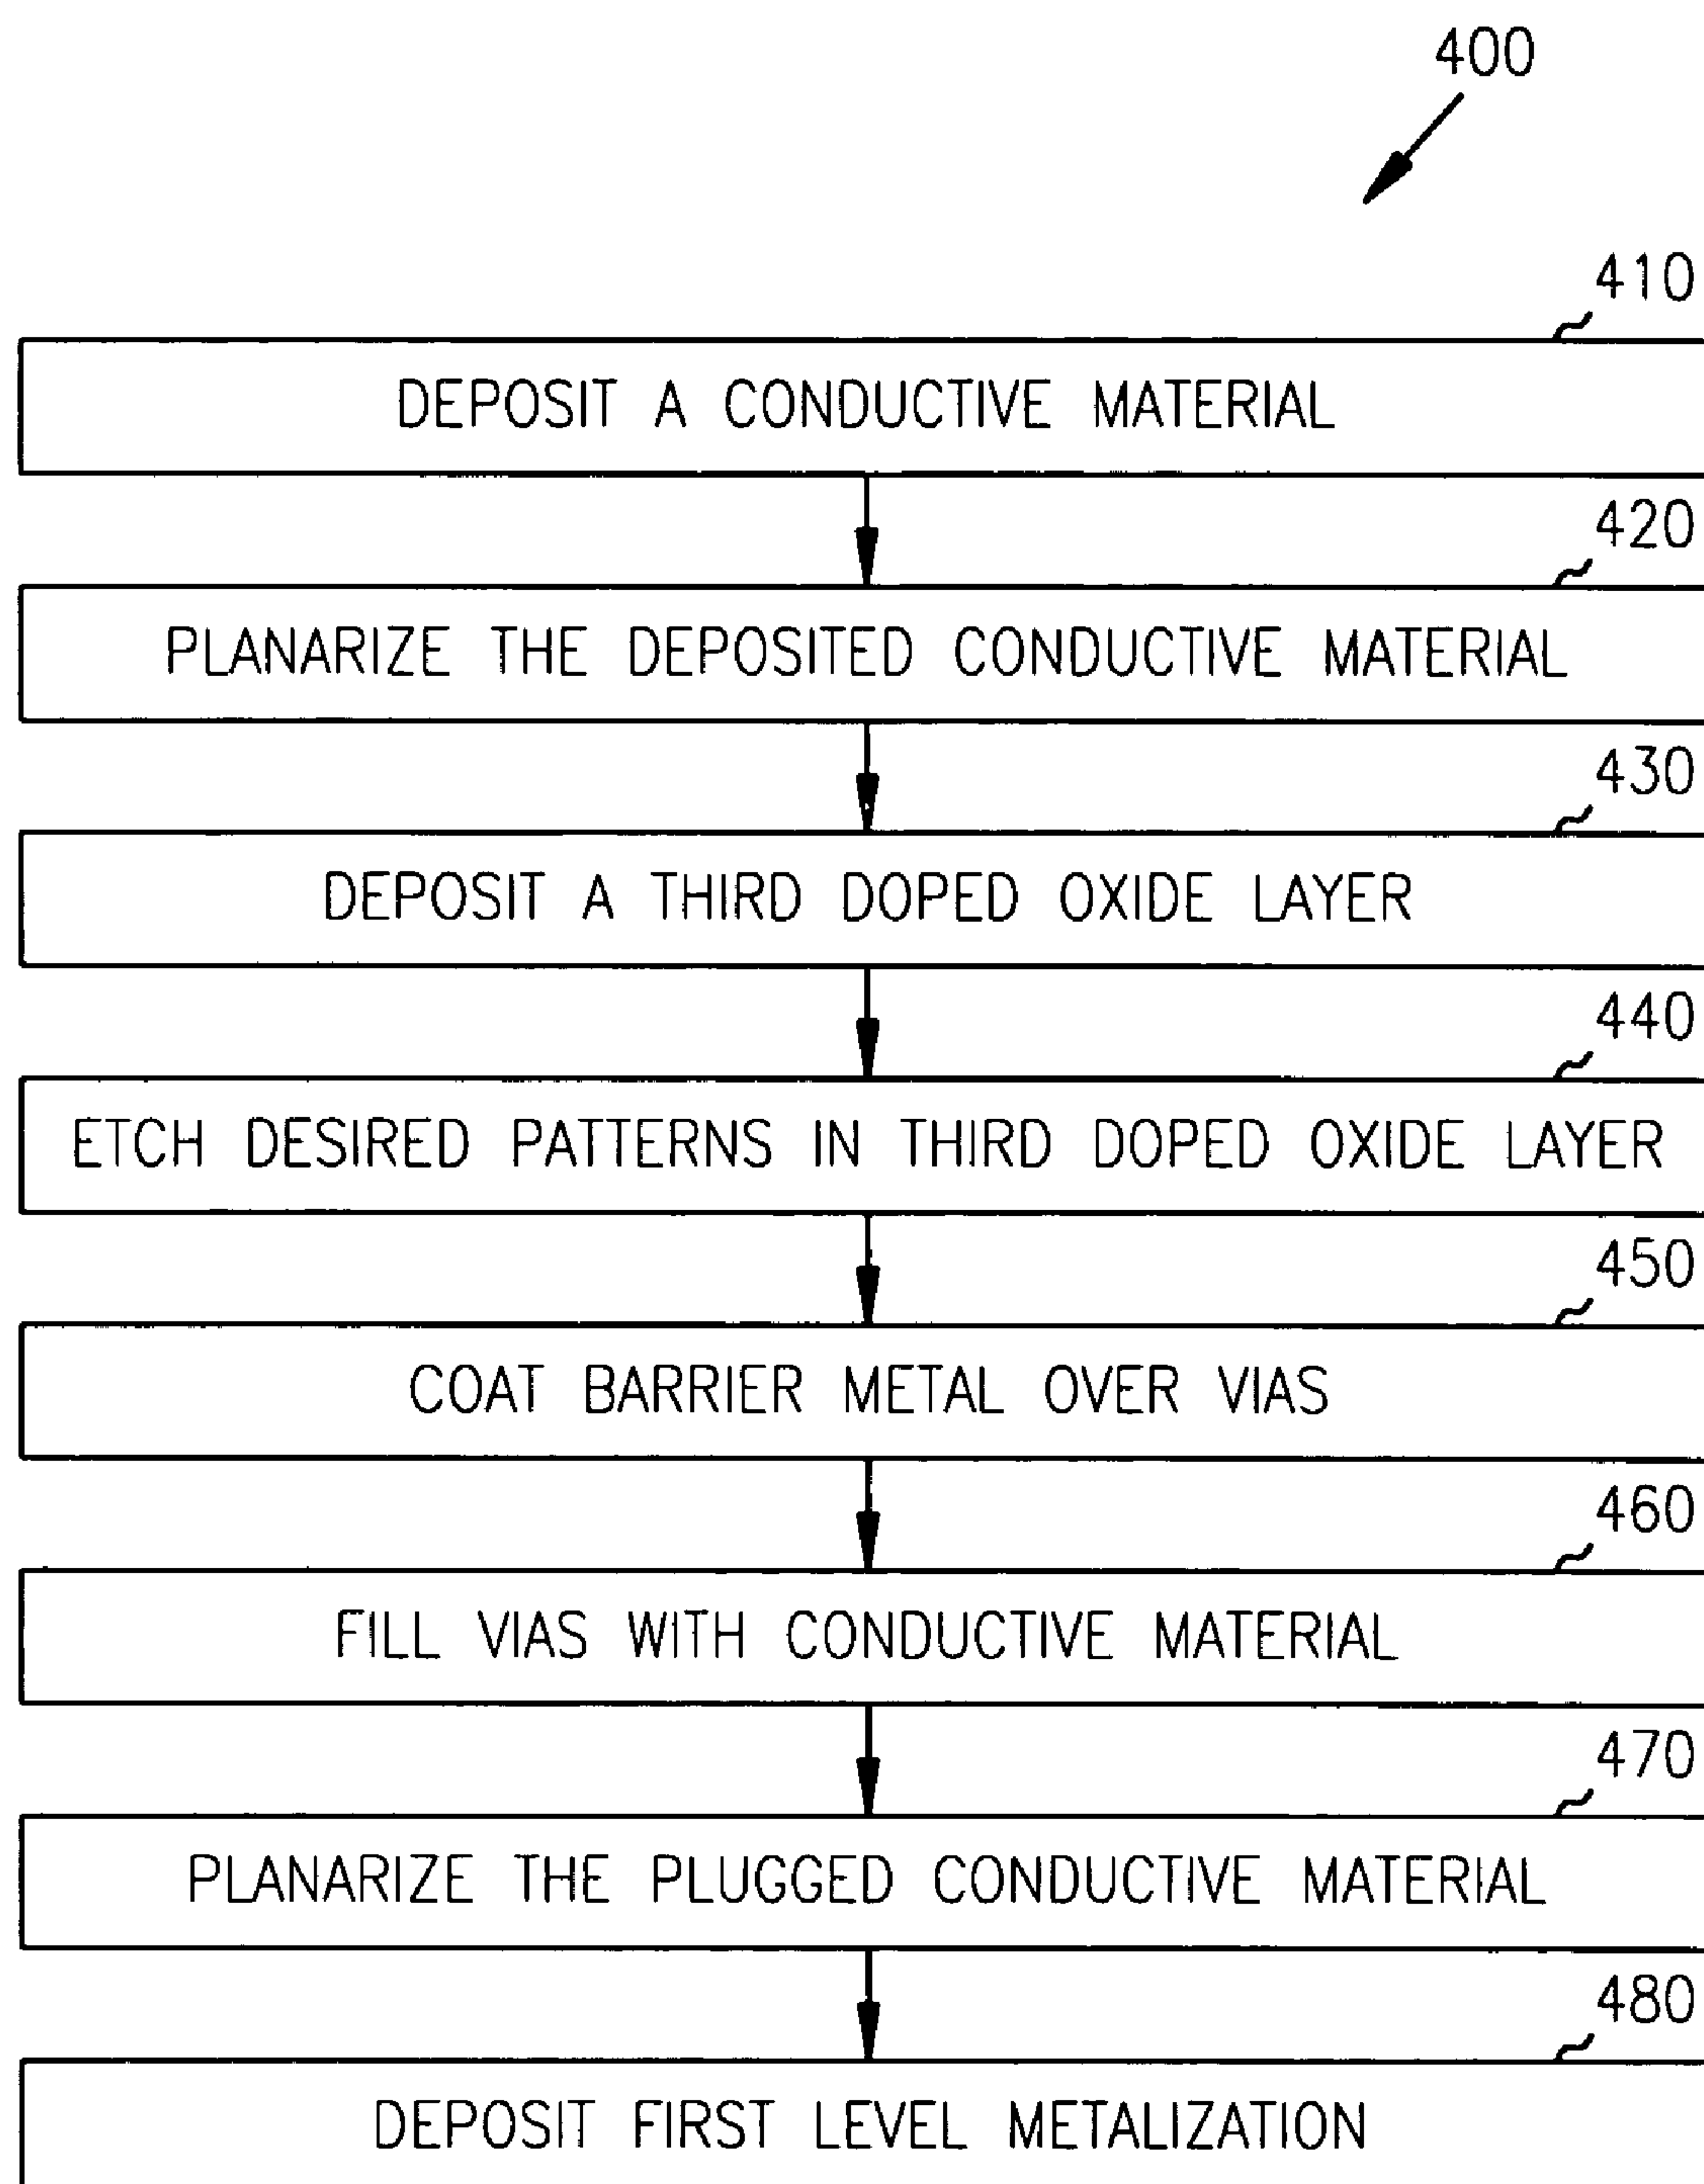 400
410
DEPOSIT A CONDUCTIVE MATERIAL
420
PLANARIZE THE DEPOSITED CONDUCTIVE MATERIAL
430
DEPOSIT A THIRD DOPED OXIDE LAYER
440
ETCH DESIRED PATTERNS IN THIRD DOPED OXIDE LAYER
450
COAT BARRIER METAL OVER VIAS
460
FILL VIAS WITH CONDUCTIVE MATERIAL
470
PLANARIZE THE PLUGGED CONDUCTIVE MATERIAL
480
DEPOSIT FIRST LEVEL METALIZATION